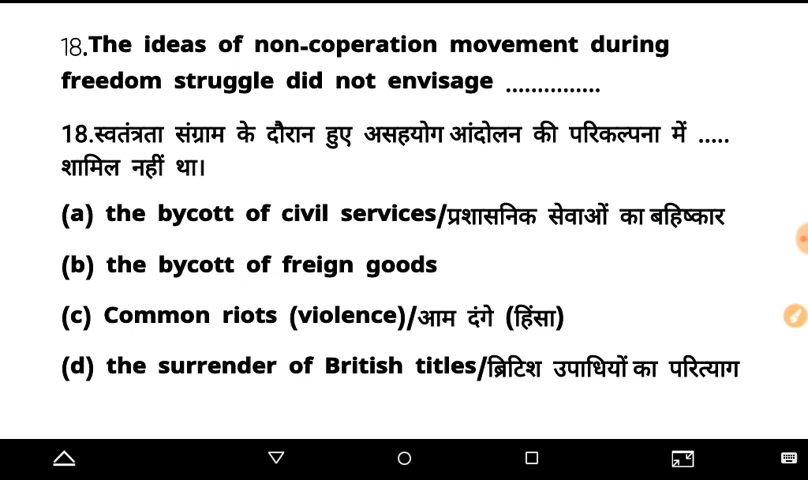 18.The ideas of non-coperation movement during
freedom struggle did not envisage ...............
18.स्वतंत्रता संग्राम के दौरान हुए असहयोग आंदोलन की परिकल्पना में .....
शामिल नहीं था।
(a) the bycott of civil services/प्रशासनिक सेवाओं का बहिष्कार
(b) the bycott of freign goods
(c) Common riots (violence)/आम दंगे (हिंसा)
(d) the surrender of British titles/ब्रिटिश उपाधियों का परित्याग